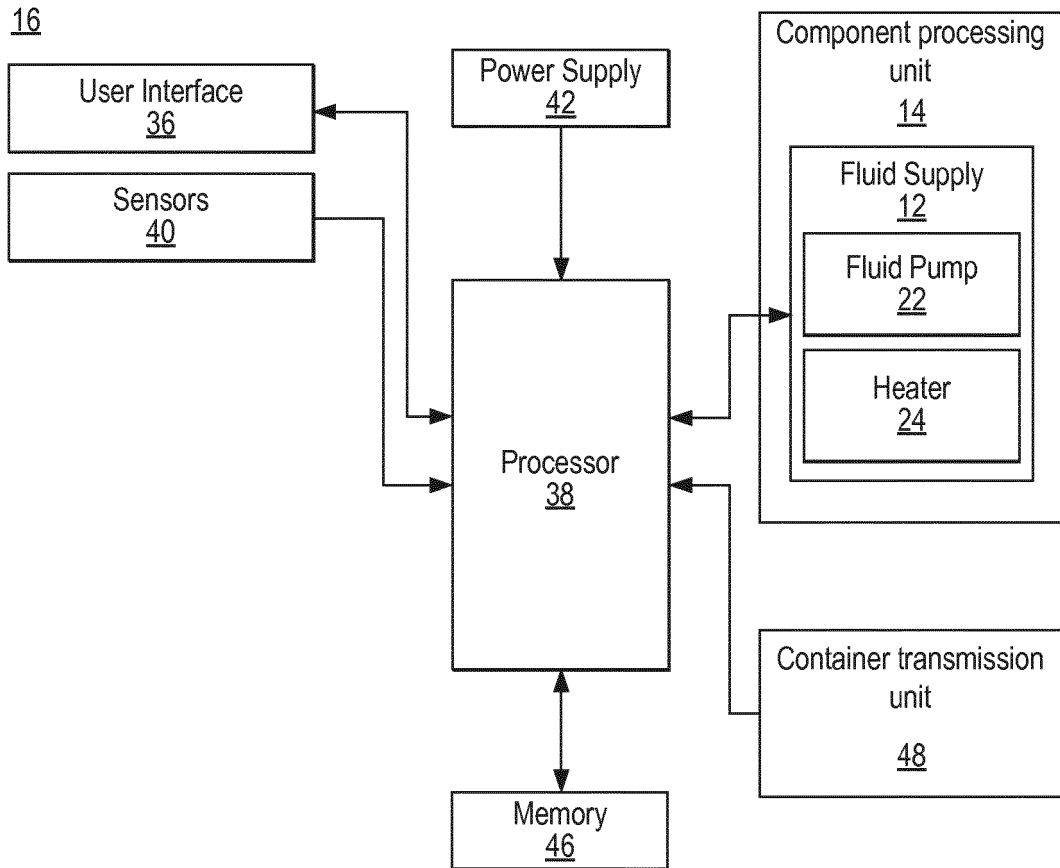 16
User Interface
36
Sensors
40
Power Supply
42
Component processing
unit
14
Fluid Supply
12
Fluid Pump
22
Heater
24
Processor
38
Container transmission
unit
48
Memory
46